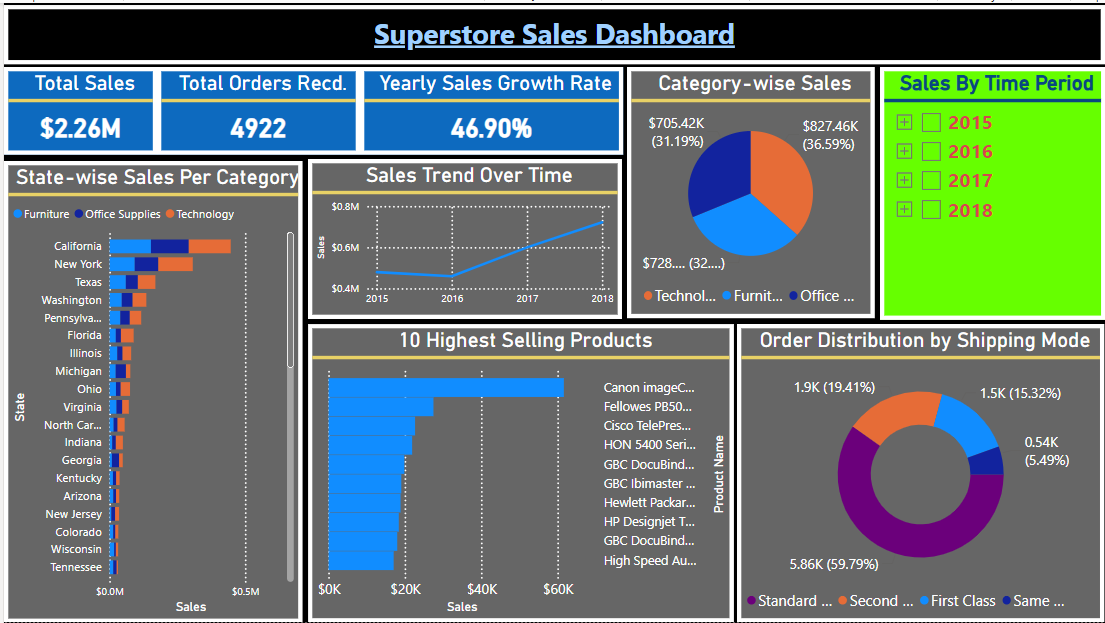 Superstore Sales Dashboard
Total Sales
$2.26M
Total Orders Recd.
4922
Yearly Sales Growth Rate
46.90%
Category-wise Sales
$705.42K
(31.19%)
$827.46K
(36.59%)
$728.... (32....)
Technol... Furnit... Office ...
Sales By Time Period
2015
2016
2017
2018
State-wise Sales Per Category
Furniture Office Supplies Technology
State
California
New York
Texas
Washington
Pennsylva...
Florida
Illinois
Michigan
Ohio
Virginia
North Car...
Indiana
Georgia
Kentucky
Arizona
New Jersey
Colorado
Wisconsin
Tennessee
$0.0M $0.5M
Sales
Sales Trend Over Time
Sales
$0.8M
$0.6M
$0.4M
2015 2016 2017 2018
10 Highest Selling Products
Canon imageC...
Fellowes PB50...
Cisco TelePres...
HON 5400 Seri...
GBC DocuBind...
GBC Ibimaster ...
Hewlett Packar...
HP Designjet T...
GBC DocuBind...
High Speed Au...
Product Name
$0K $20K $40K $60K
Sales
Order Distribution by Shipping Mode
1.9K (19.41%)
1.5K (15.32%)
0.54K
(5.49%)
5.86K (59.79%)
Standard ... Second ... First Class Same ...